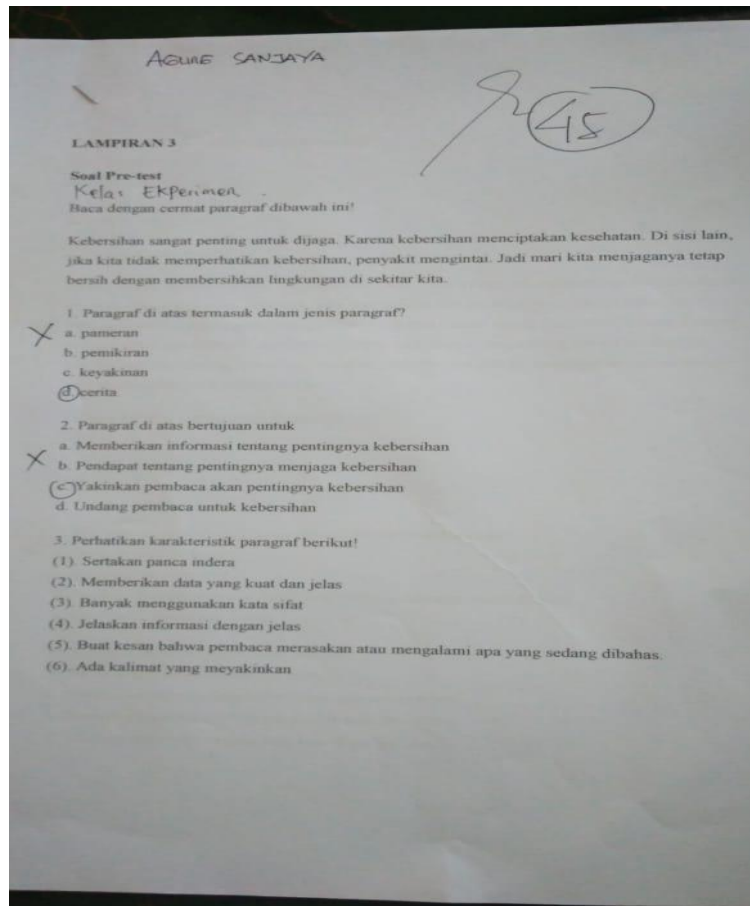 AGUNG SANJAYA
45
LAMPIRAN 3
Soal Pre-test
Kelas EKPerimen .
Baca dengan cermat paragraf dibawah ini!
Kebersihan sangat penting untuk dijaga. Karena kebersihan menciptakan kesehatan. Di sisi lain,
jika kita tidak memperhatikan kebersihan, penyakit mengintai. Jadi mari kita menjaganya tetap
bersih dengan membersihkan lingkungan di sekitar kita.
1. Paragraf di atas termasuk dalam jenis paragraf?
a. pameran
b. pemikiran
c. keyakinan
d. cerita
2. Paragraf di atas bertujuan untuk
a. Memberikan informasi tentang pentingnya kebersihan
b. Pendapat tentang pentingnya menjaga kebersihan
c. Yakinkan pembaca akan pentingnya kebersihan
d. Undang pembaca untuk kebersihan
3. Perhatikan karakteristik paragraf berikut!
(1). Sertakan panca indera
(2). Memberikan data yang kuat dan jelas
(3). Banyak menggunakan kata sifat
(4). Jelaskan informasi dengan jelas
(5). Buat kesan bahwa pembaca merasakan atau mengalami apa yang sedang dibahas.
(6). Ada kalimat yang meyakinkan